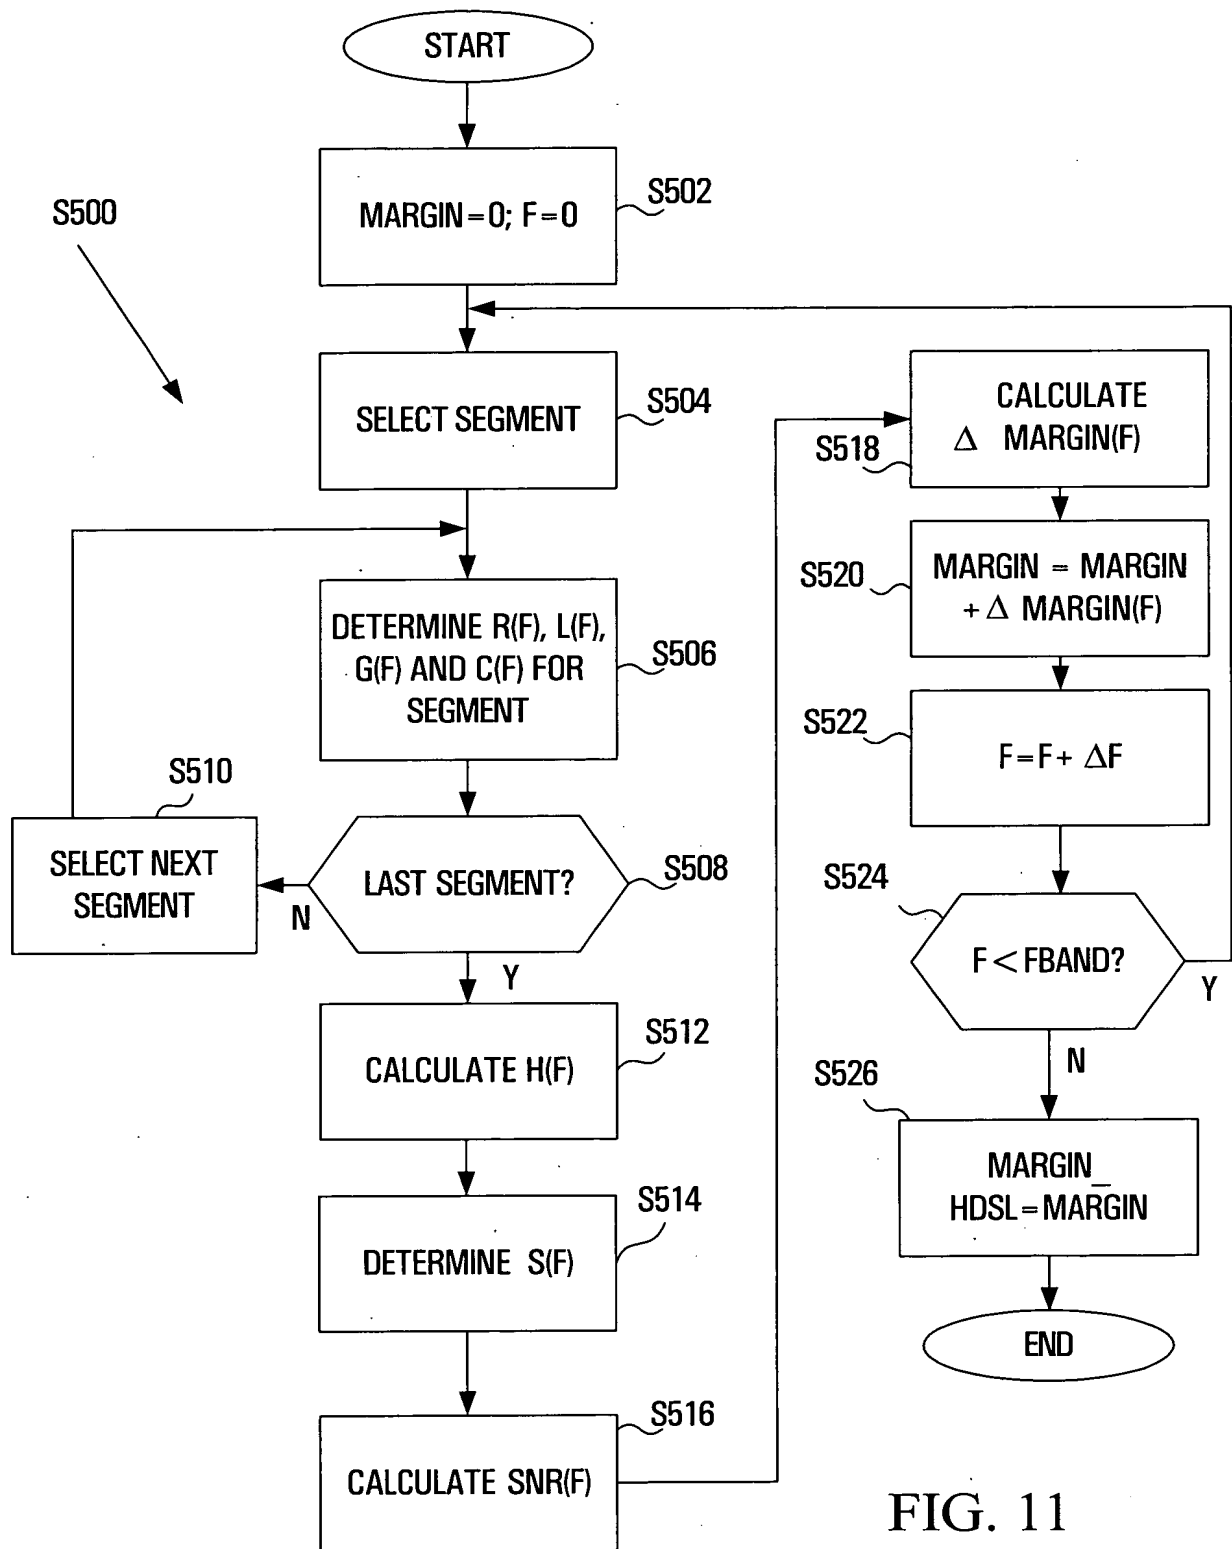 START
S500
MARGIN=0; F=0
S502
SELECT SEGMENT
S504
DETERMINE R(F), L(F),
G(F) AND C(F) FOR
SEGMENT
S506
LAST SEGMENT?
S508
N
Y
S510
SELECT NEXT
SEGMENT
CALCULATE H(F)
S512
DETERMINE S(F)
S514
CALCULATE SNR(F)
S516
CALCULATE
Δ MARGIN(F)
S518
MARGIN = MARGIN
+ Δ MARGIN(F)
S520
F=F+ ΔF
S522
F<FBAND?
S524
Y
N
MARGIN_
HDSL=MARGIN
S526
END
FIG. 11